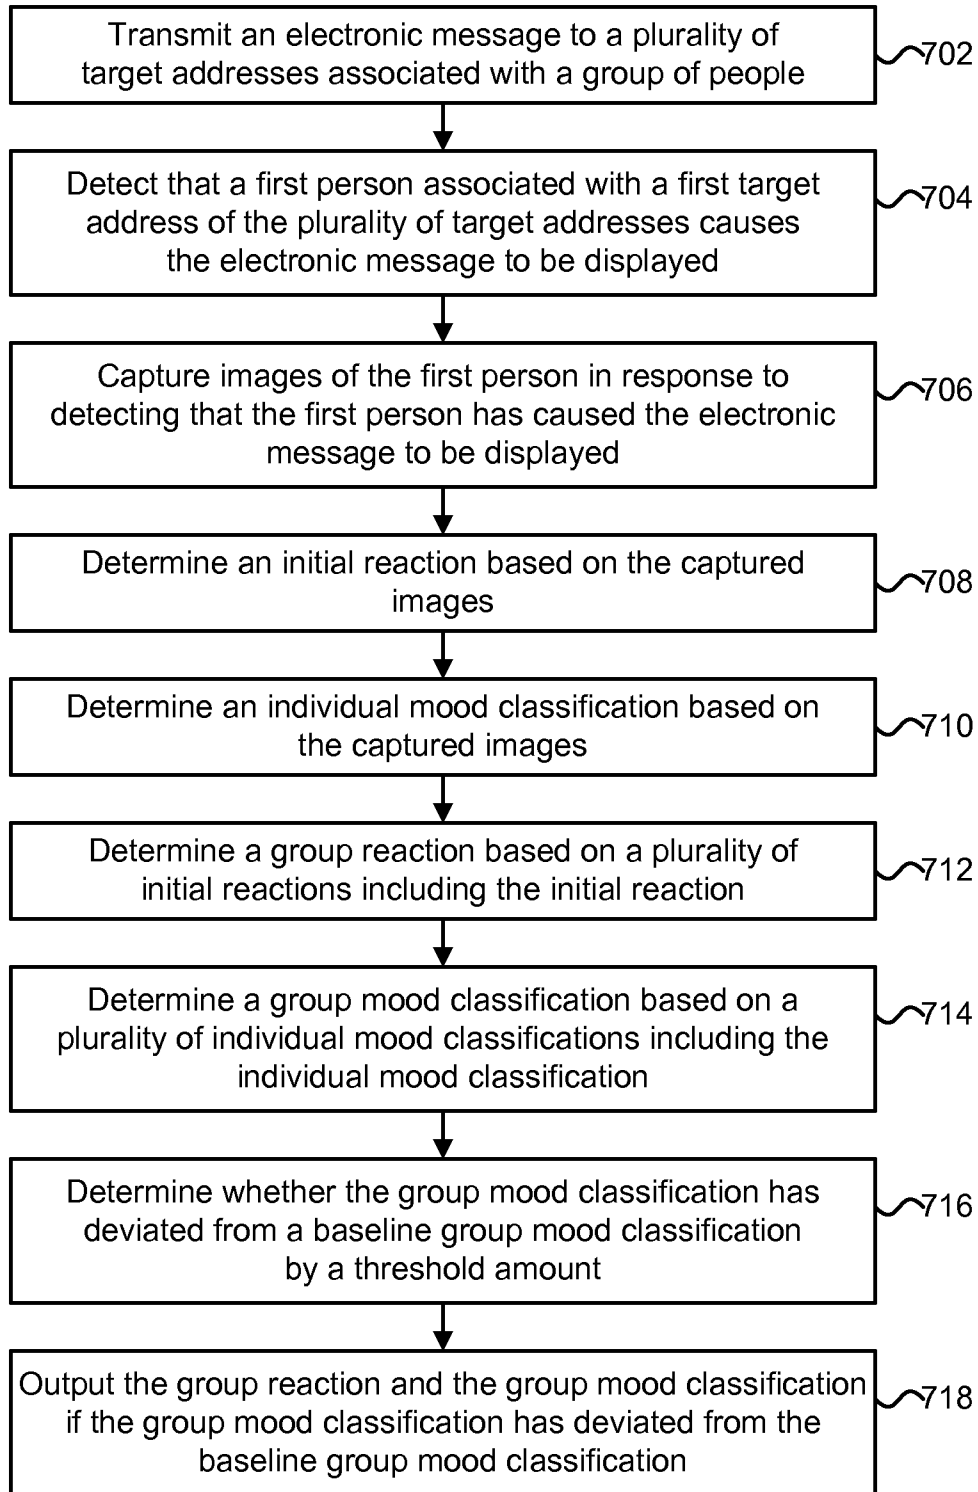 Transmit an electronic message to a plurality of
target addresses associated with a group of people
702
Detect that a first person associated with a first target
address of the plurality of target addresses causes
the electronic message to be displayed
704
Capture images of the first person in response to
detecting that the first person has caused the electronic
message to be displayed
706
Determine an initial reaction based on the captured
images
708
Determine an individual mood classification based on
the captured images
710
Determine a group reaction based on a plurality of
initial reactions including the initial reaction
712
Determine a group mood classification based on a
plurality of individual mood classifications including the
individual mood classification
714
Determine whether the group mood classification has
deviated from a baseline group mood classification
by a threshold amount
716
Output the group reaction and the group mood classification
if the group mood classification has deviated from the
baseline group mood classification
718